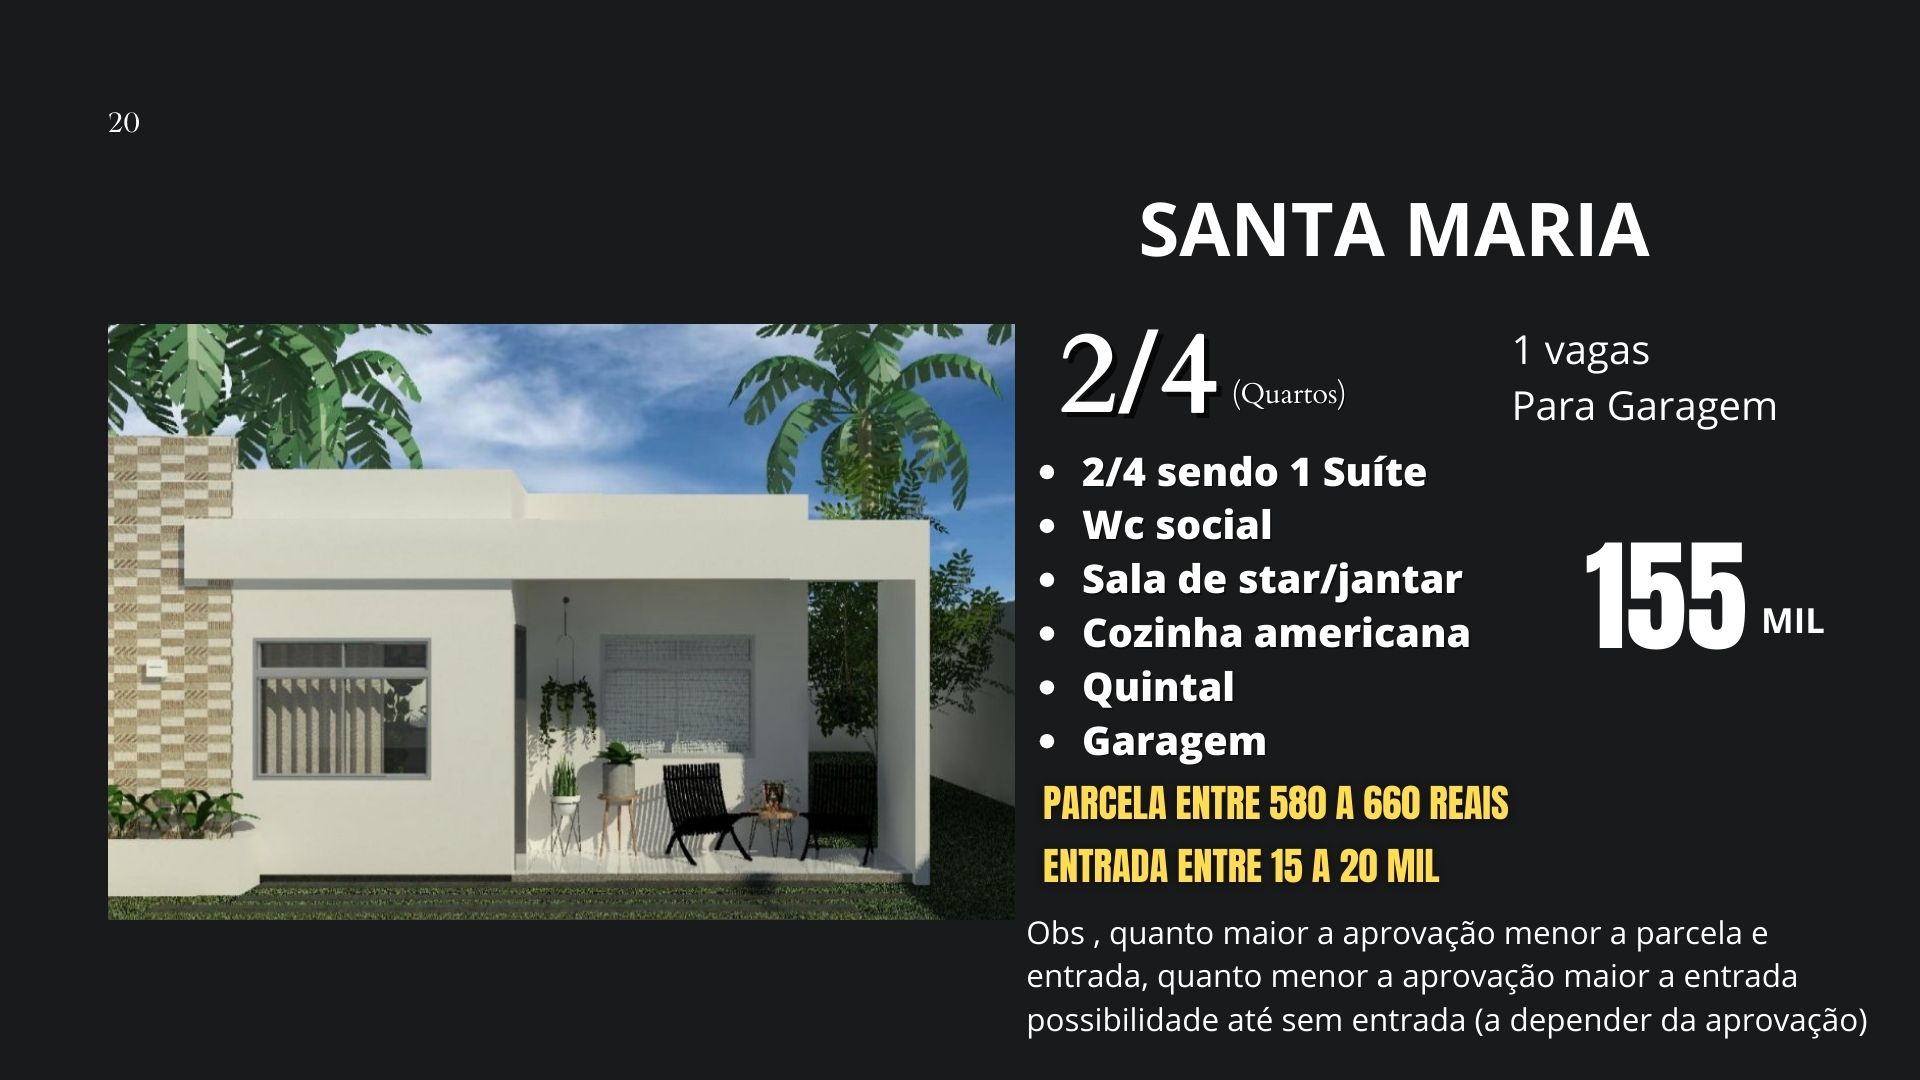 20
SANTA MARIA
2/4 (Quartos)
1 vagas
Para Garagem
2/4 sendo 1 Suíte
Wc social
Sala de star/jantar
Cozinha americana
Quintal
Garagem
155 MIL
PARCELA ENTRE 580 A 660 REAIS
ENTRADA ENTRE 15 A 20 MIL
Obs , quanto maior a aprovação menor a parcela e
entrada, quanto menor a aprovação maior a entrada
possibilidade até sem entrada (a depender da aprovação)